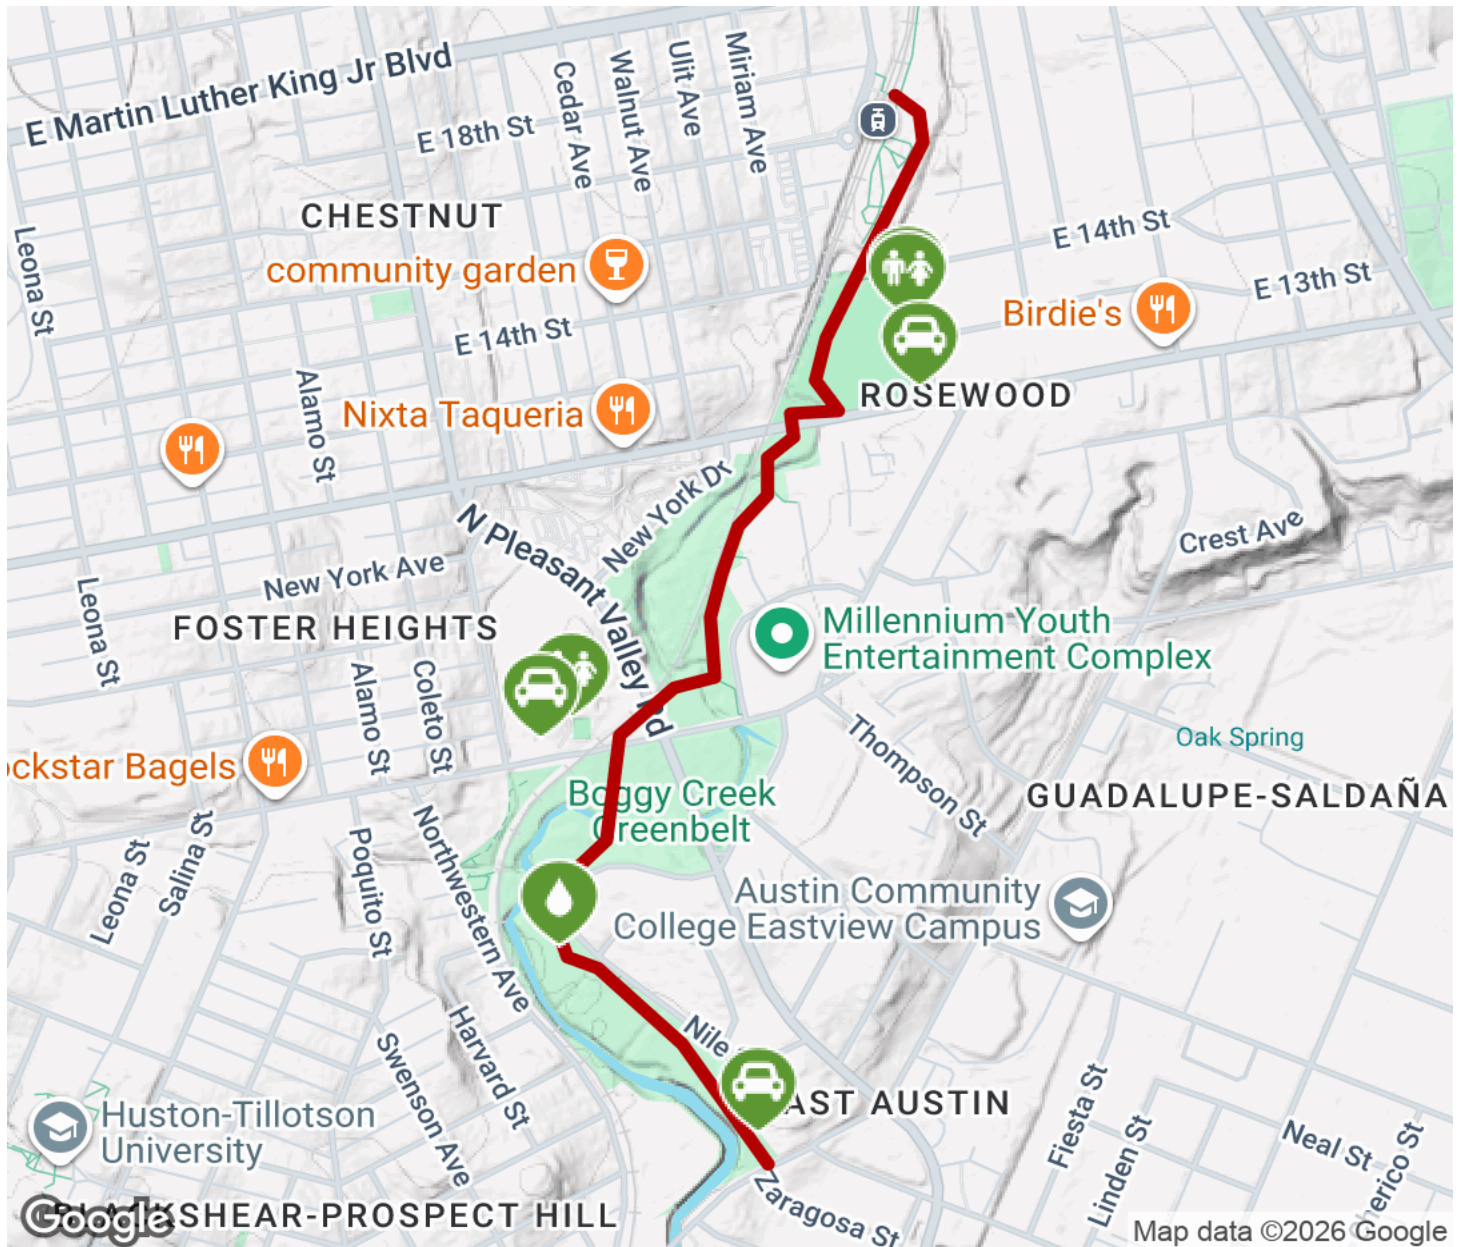 E Martin Luther King Jr Blvd
E 18th St
Cedar Ave
Walnut Ave
Ulit Ave
Miriam Ave
CHESTNUT
community garden
Leona St
E 14th St
E 13th St
Birdie's
E 14th St
Alamo St
Nixta Taqueria
ROSEWOOD
New York Dr
N Pleasant Valley Rd
Crest Ave
New York Ave
Leona St
FOSTER HEIGHTS
Millennium Youth
Entertainment Complex
Alamo St
Coleto St
Thompson St
Oak Spring
ockstar Bagels
Boggy Creek
Greenbelt
GUADALUPE-SALDAÑA
Leona St
Salina St
Poquito St
Northwestern Ave
Austin Community
College Eastview Campus
Harvard St
Nile
Swenson Ave
AST AUSTIN
Fiesta St
Linden St
Neal St
herico St
Huston-Tillotson
University
Zaragosa St
BLACKSHEAR-PROSPECT HILL
Google
Map data ©2026 Google